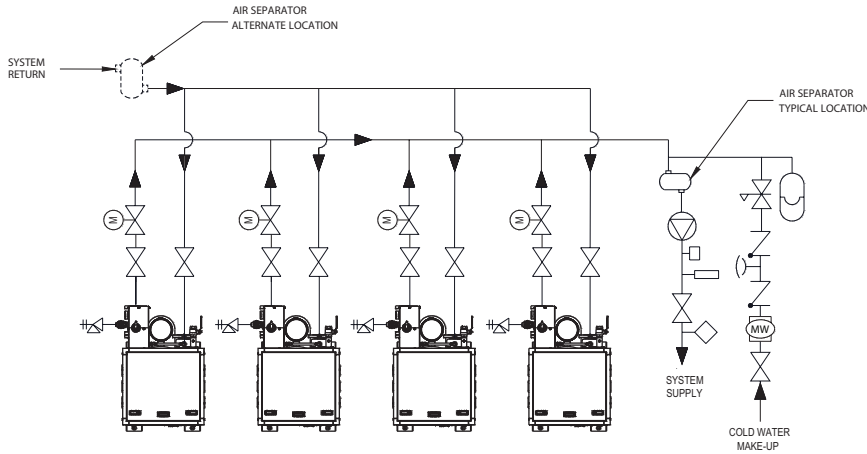 AIR SEPARATOR
ALTERNATE LOCATION
SYSTEM
RETURN
AIR SEPARATOR
TYPICAL LOCATION
M
M
M
M
MW
SYSTEM
SUPPLY
COLD WATER
MAKE-UP